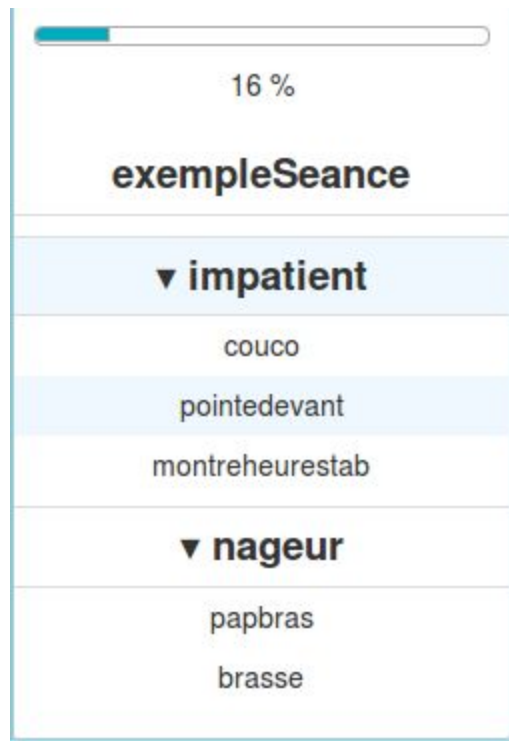 16 %
exempleSeance
▾ impatient
couco
pointedevant
montreheurestab
▾ nageur
papbras
brasse